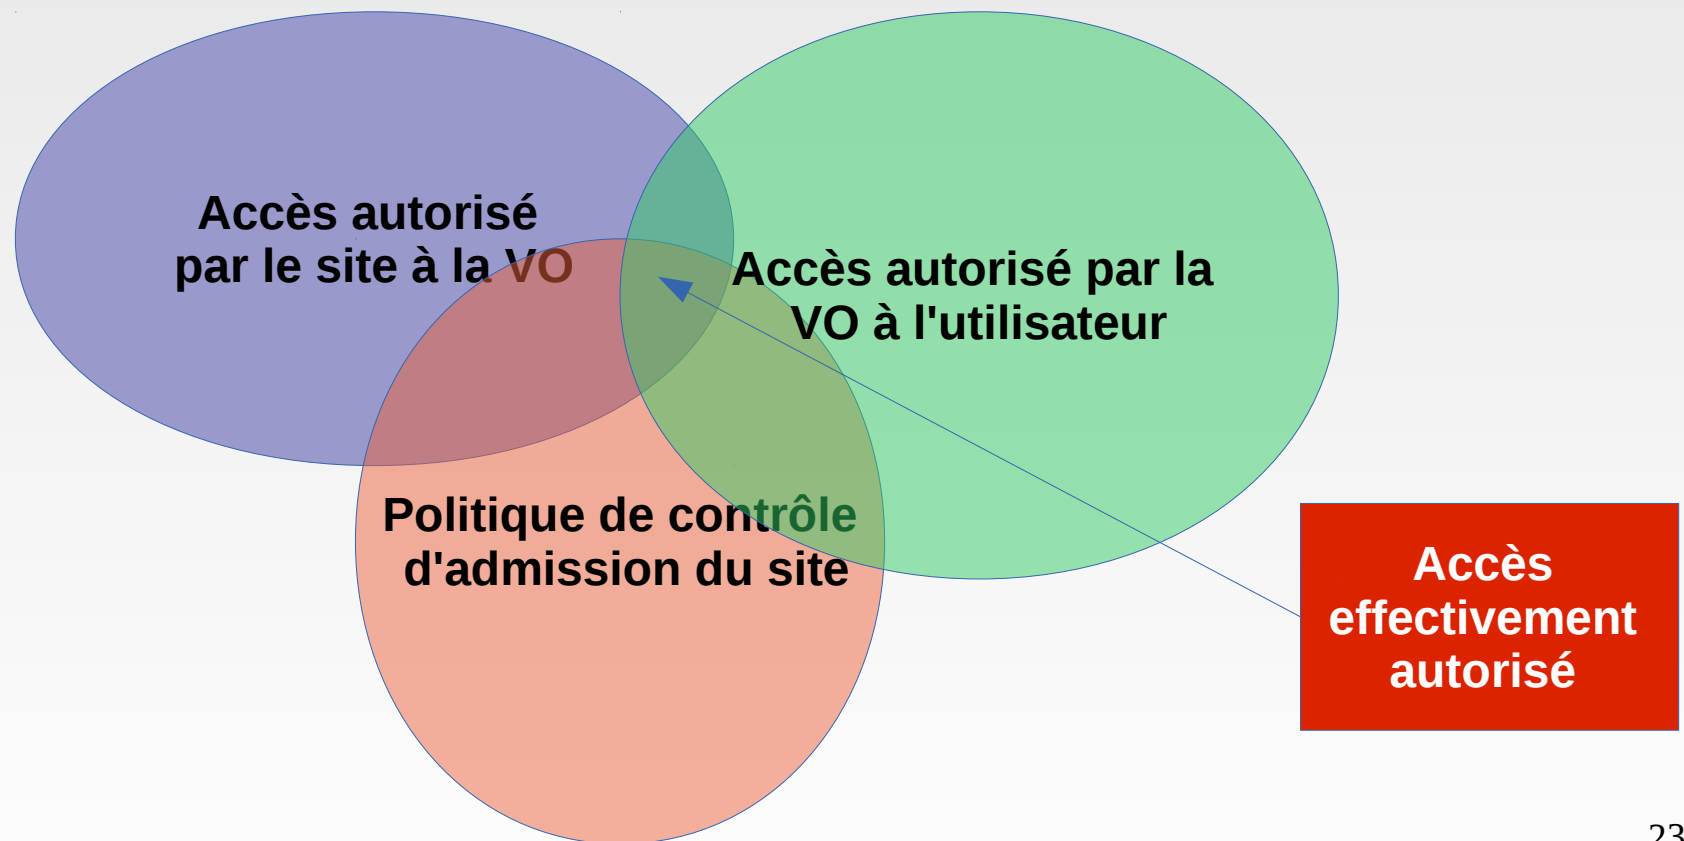 Accès autorisé
par le site à la VO
Accès autorisé par la
VO à l'utilisateur
Politique de contrôle
d'admission du site
Accès
effectivement
autorisé
23